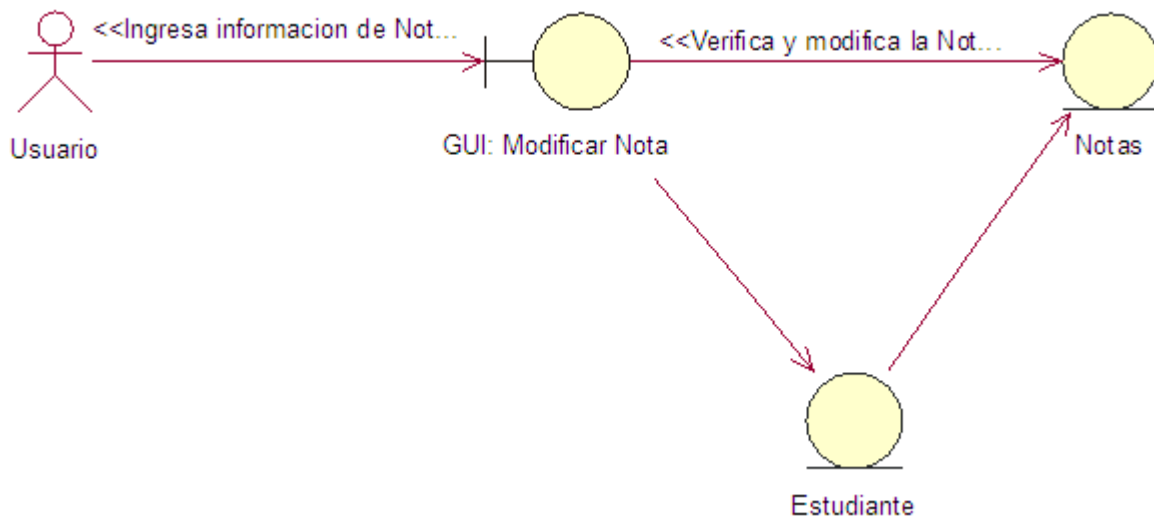 <<Ingresa informacion de Not...
<<Verifica y modifica la Not...
Usuario
GUI: Modificar Nota
Notas
Estudiante